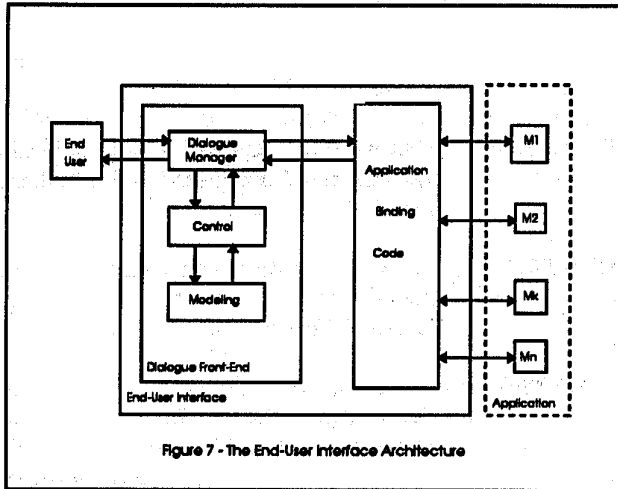 End
User
Dialogue
Manager
Control
Modeling
Dialogue Front-End
End-User Interface
Application
Binding
Code
M1
M2
Mk
Mn
Application
Figure 7 - The End-User Interface Architecture